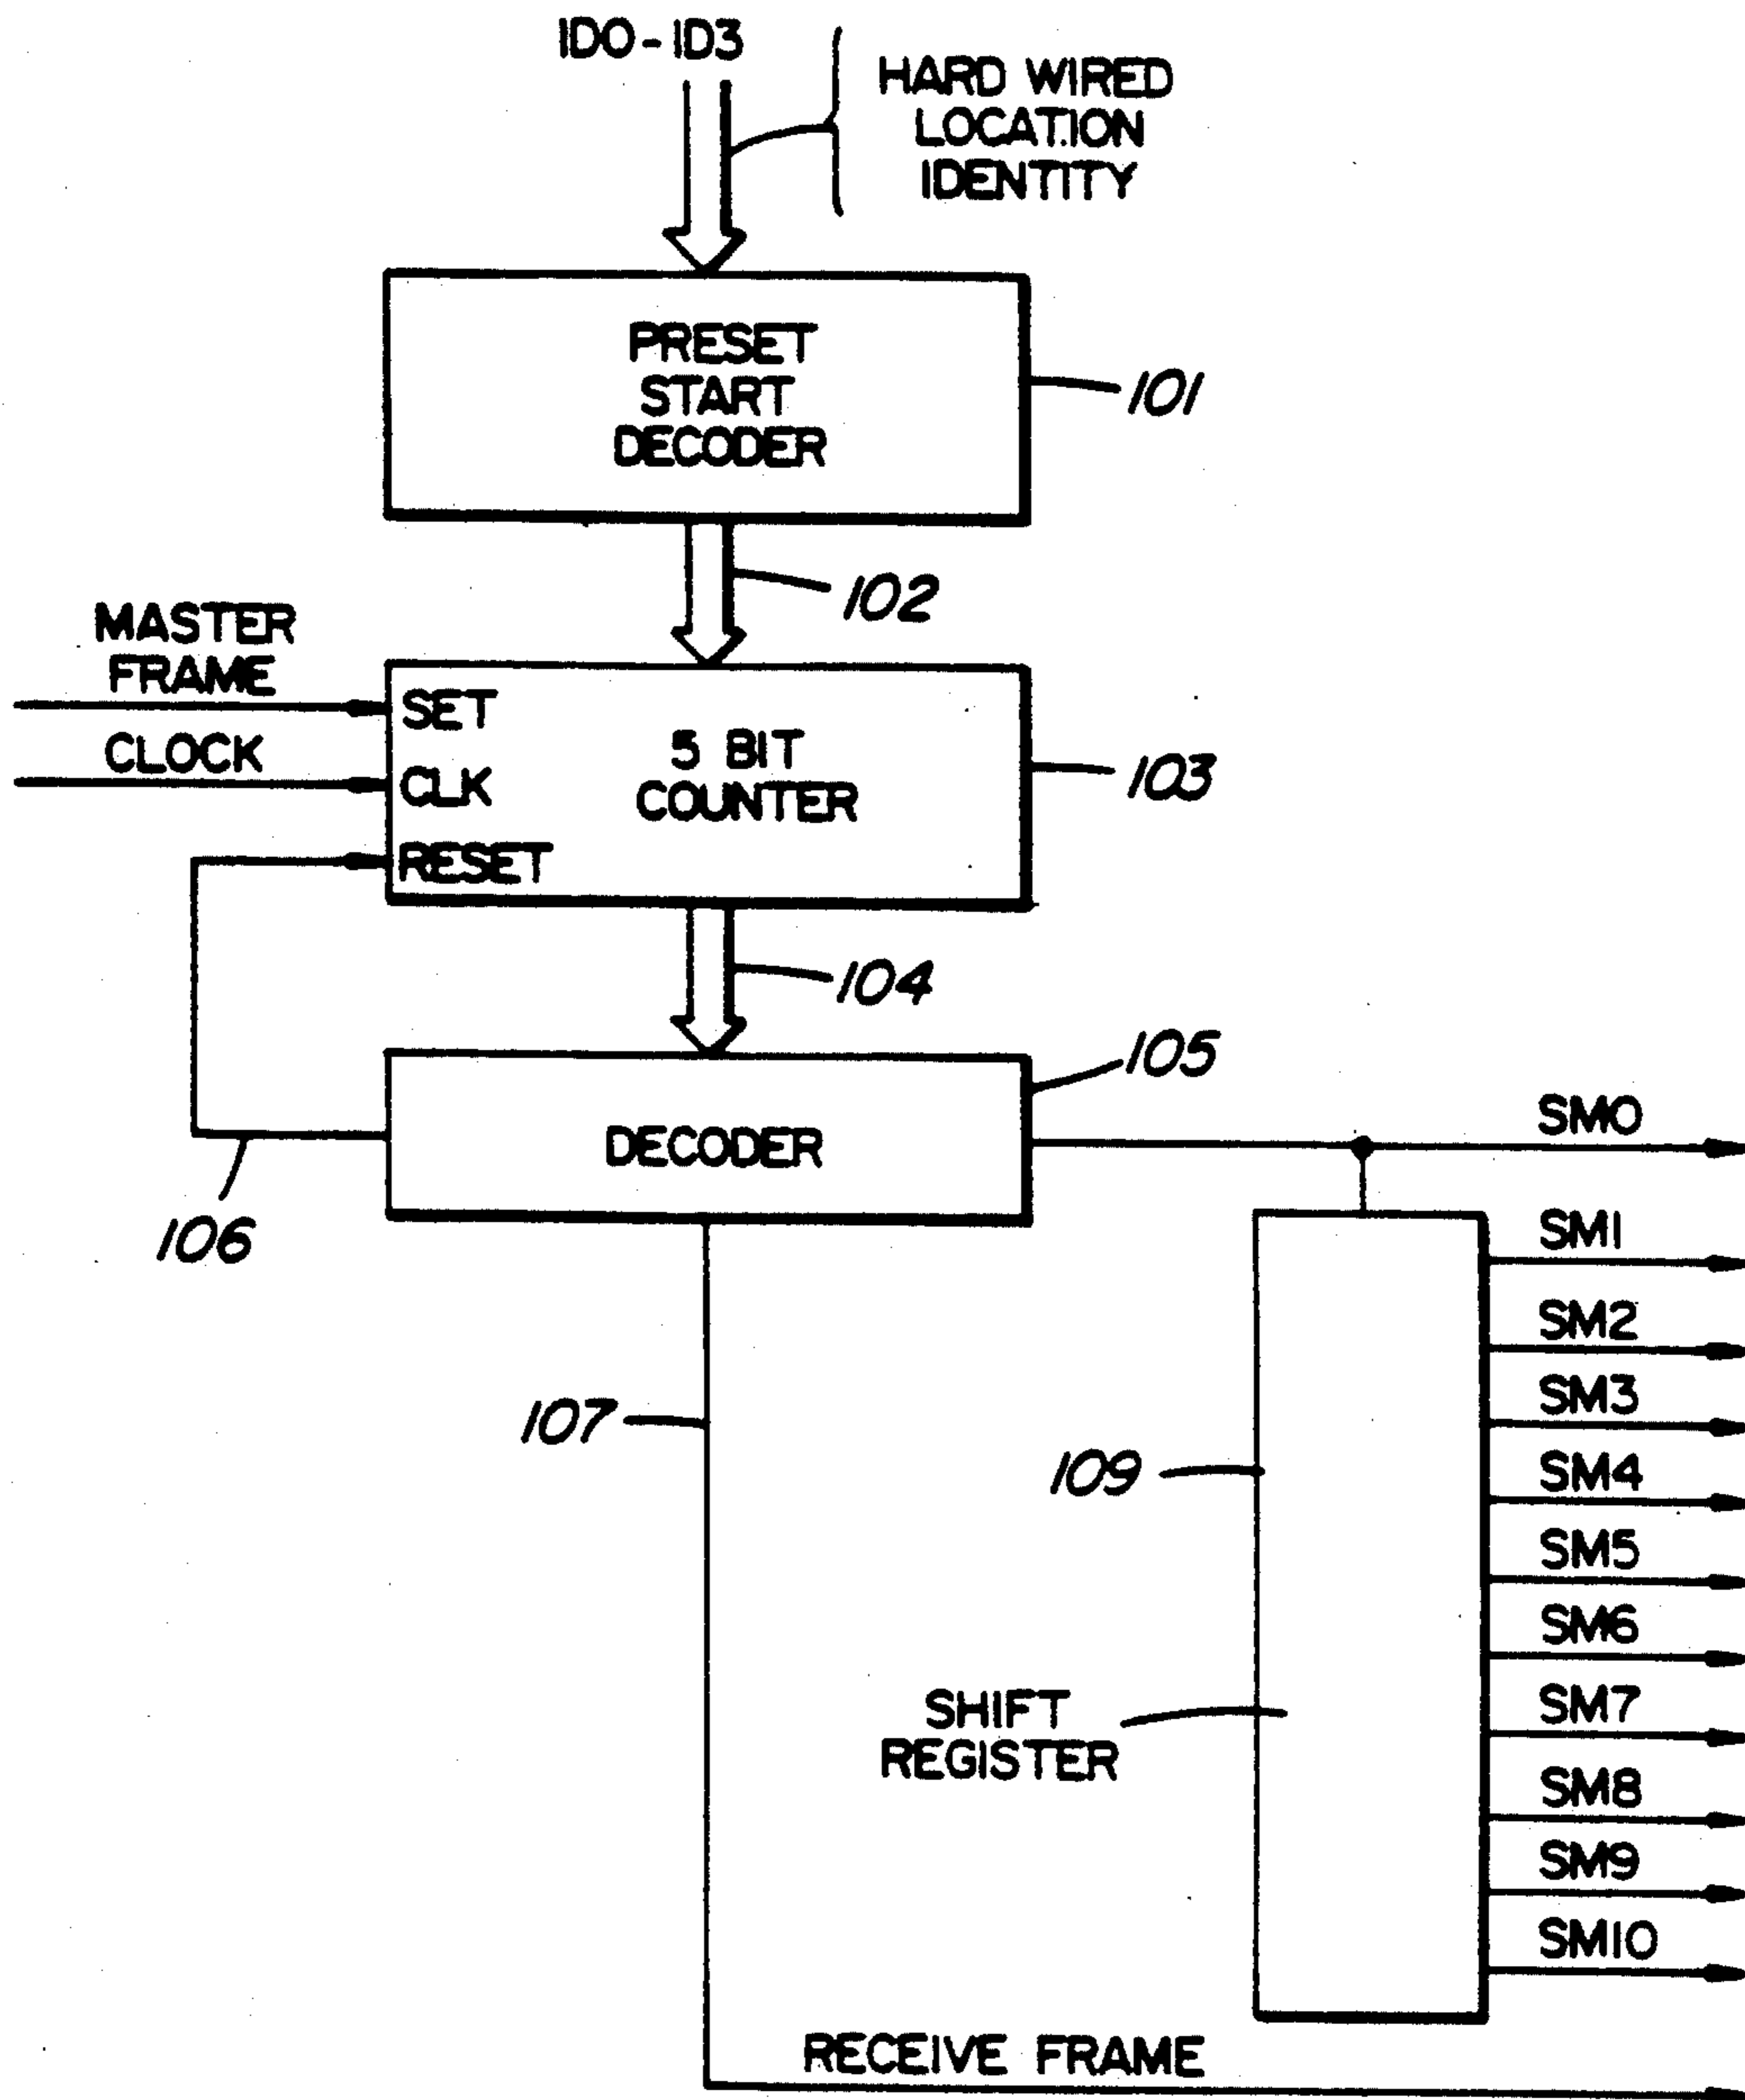 ID0-ID3
HARD WIRED
LOCATION
IDENTITY
PRESET
START
DECODER
101
102
MASTER
FRAME
SET
CLOCK
CLK
5 BIT
COUNTER
103
RESET
104
105
DECODER
106
SM0
SM1
SM2
107
SM3
109
SM4
SM5
SM6
SHIFT
REGISTER
SM7
SM8
SM9
SM10
RECEIVE FRAME